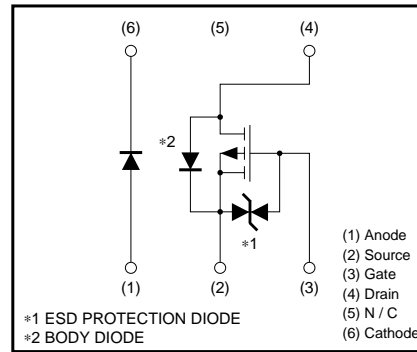 (6) (5) (4)
∗2
∗1
(1) (2) (3)
(1) Anode
(2) Source
(3) Gate
(4) Drain
(5) N / C
(6) Cathode
∗1 ESD PROTECTION DIODE
∗2 BODY DIODE